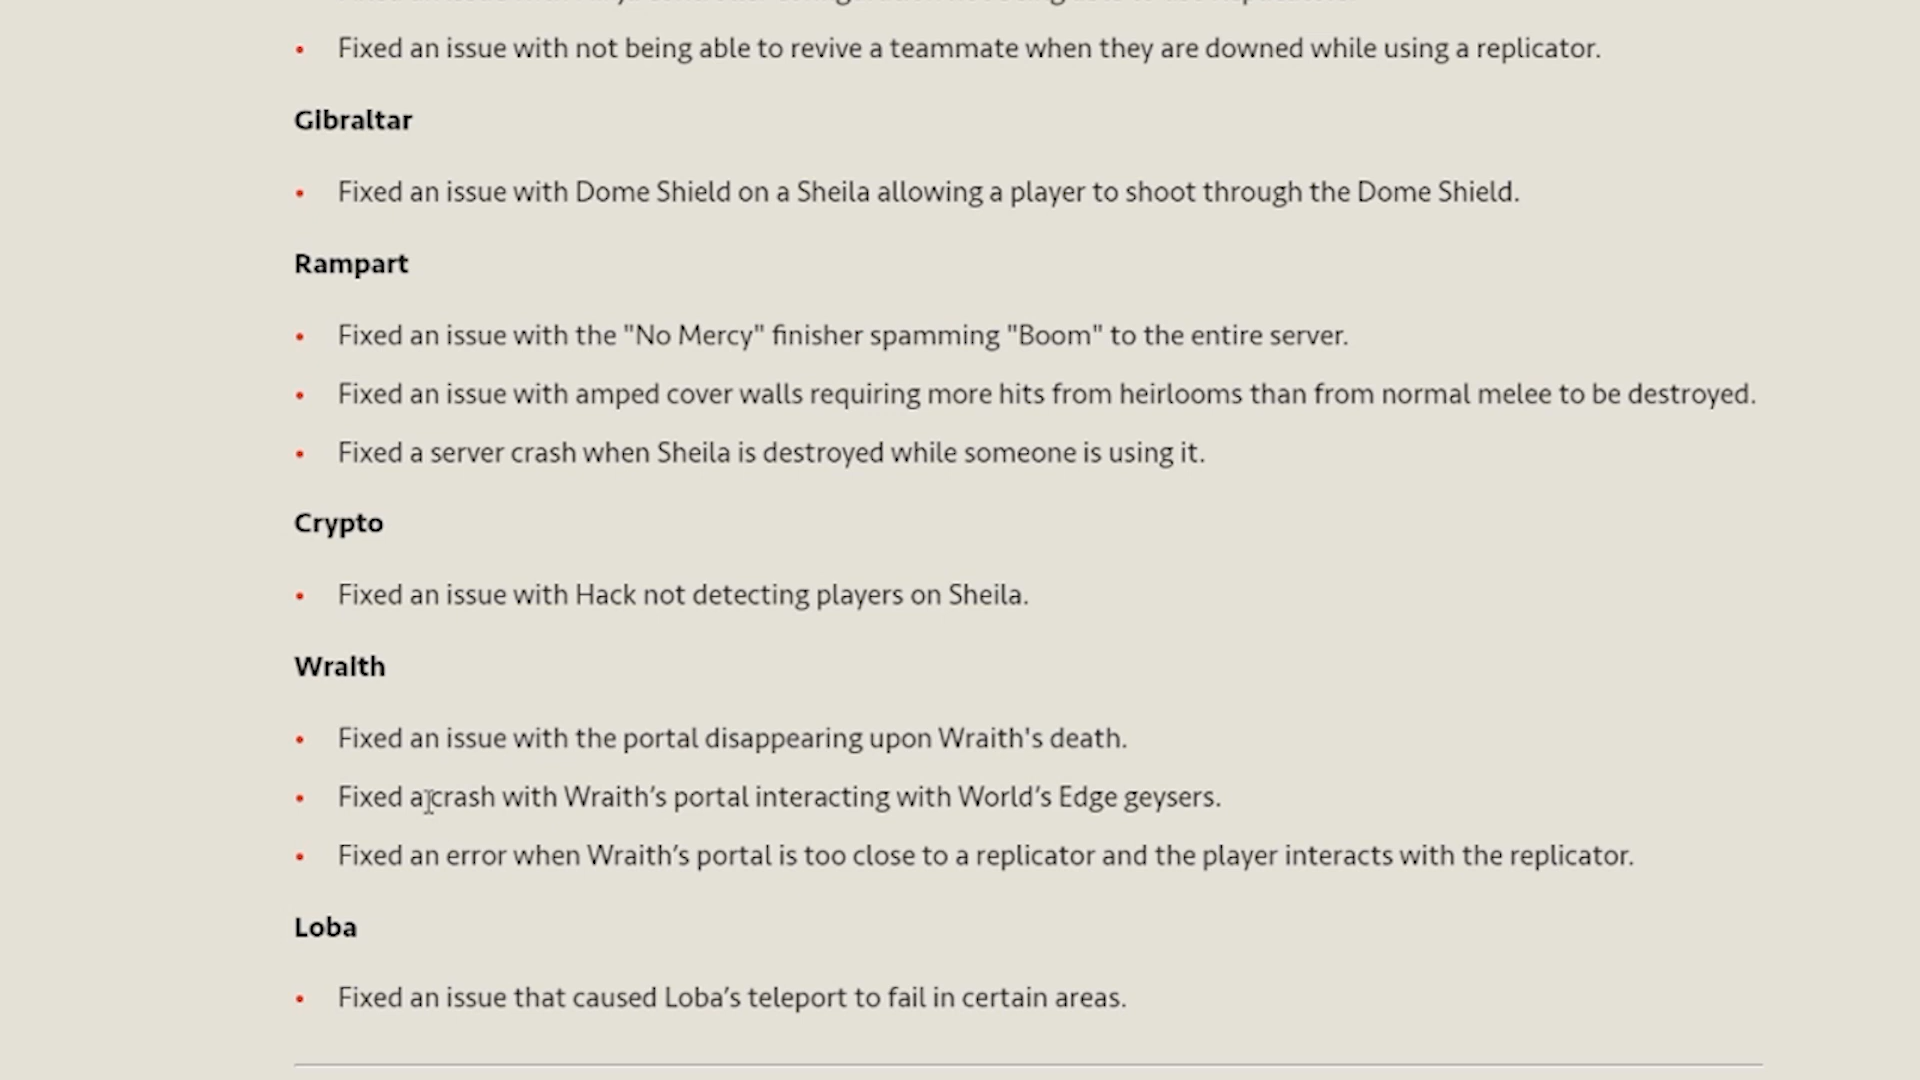 Fixed an issue with not being able to revive a teammate when they are downed while using a replicator.
Gibraltar
Fixed an issue with Dome Shield on a Sheila allowing a player to shoot through the Dome Shield.
Rampart
Fixed an issue with the "No Mercy" finisher spamming "Boom" to the entire server.
Fixed an issue with amped cover walls requiring more hits from heirlooms than from normal melee to be destroyed.
Fixed a server crash when Sheila is destroyed while someone is using it.
Crypto
Fixed an issue with Hack not detecting players on Sheila.
Wraith
Fixed an issue with the portal disappearing upon Wraith's death.
Fixed a crash with Wraith’s portal interacting with World’s Edge geysers.
Fixed an error when Wraith’s portal is too close to a replicator and the player interacts with the replicator.
Loba
Fixed an issue that caused Loba’s teleport to fail in certain areas.